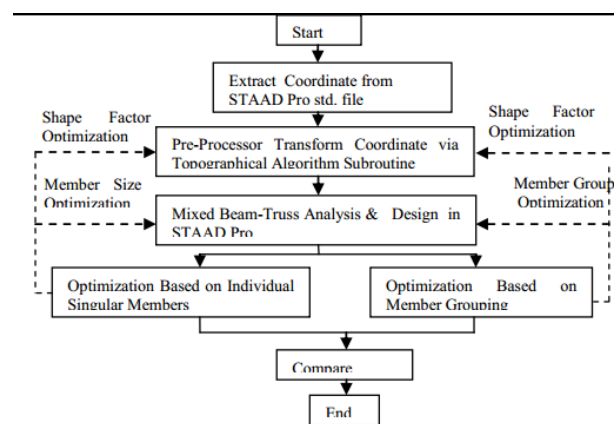 Start
Extract Coordinate from
STAAD Pro std. file
Shape Factor
Optimization
Shape Factor
Optimization
Pre-Processor Transform Coordinate via
Topographical Algorithm Subroutine
Member Size
Optimization
Member Group
Optimization
Mixed Beam-Truss Analysis & Design in
STAAD Pro
Optimization Based on Individual
Singular Members
Optimization Based on
Member Grouping
Compare
End